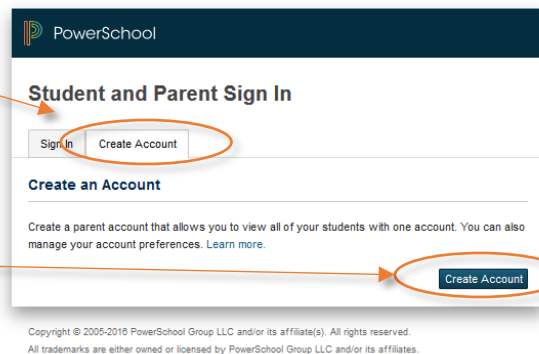 PowerSchool
Student and Parent Sign In
Sign In Create Account
Create an Account
Create a parent account that allows you to view all of your students with one account. You can also
manage your account preferences. Learn more.
Create Account
Copyright © 2005-2016 PowerSchool Group LLC and/or its affiliate(s). All rights reserved.
All trademarks are either owned or licensed by PowerSchool Group LLC and/or its affiliates.